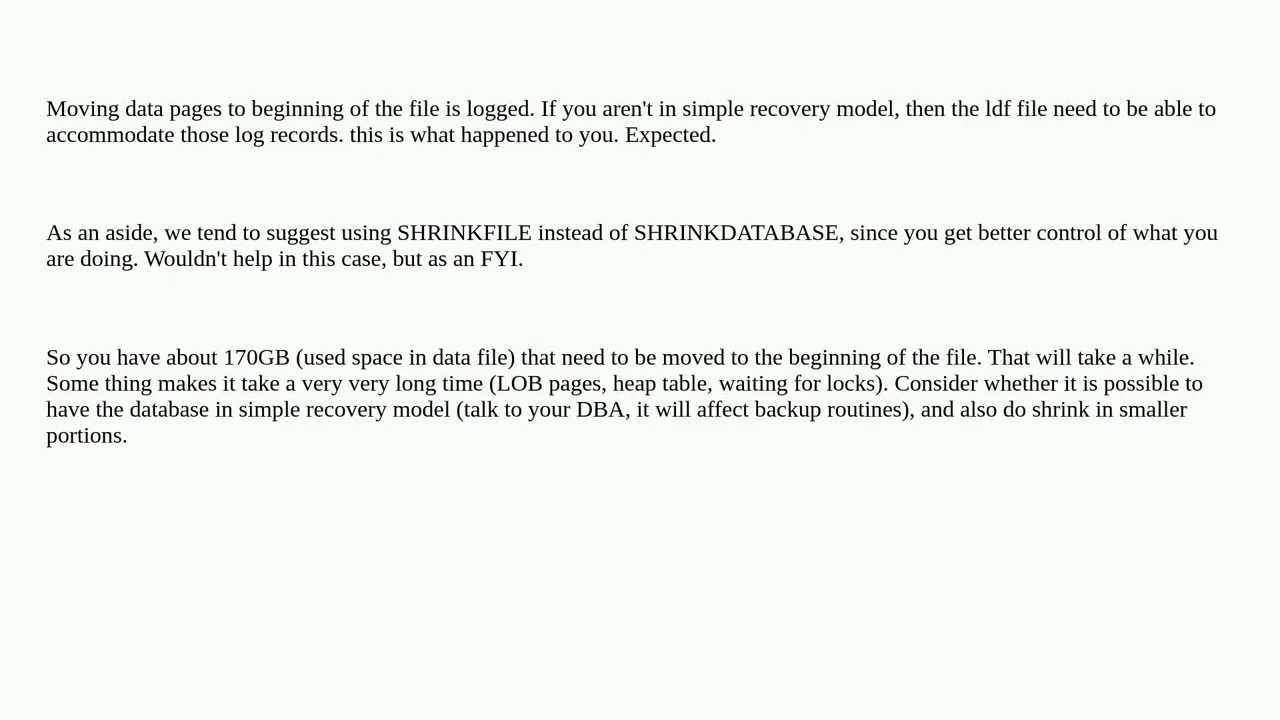 Moving data pages to beginning of the file is logged. If you aren't in simple recovery model, then the ldf file need to be able to
accommodate those log records. this is what happened to you. Expected.
As an aside, we tend to suggest using SHRINKFILE instead of SHRINKDATABASE, since you get better control of what you
are doing. Wouldn't help in this case, but as an FYI.
So you have about 170GB (used space in data file) that need to be moved to the beginning of the file. That will take a while.
Some thing makes it take a very very long time (LOB pages, heap table, waiting for locks). Consider whether it is possible to
have the database in simple recovery model (talk to your DBA, it will affect backup routines), and also do shrink in smaller
portions.